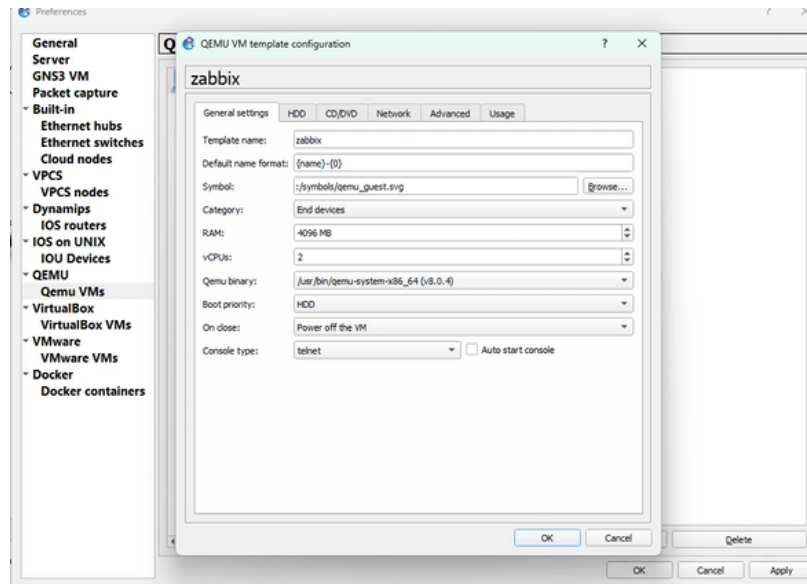 Preferences
General
Server
GNS3 VM
Packet capture
Built-in
Ethernet hubs
Ethernet switches
Cloud nodes
VPCS
VPCS nodes
Dynamips
IOS routers
IOS on UNIX
IOU Devices
QEMU
Qemu VMs
VirtualBox
VirtualBox VMs
VMware
VMware VMs
Docker
Docker containers
Q
QEMU VM template configuration ?
zabbix
General settings HDD CD/DVD Network Advanced Usage
Template name: zabbix
Default name format: {name}-{0}
Symbol: :/symbols/qemu_guest.svg Browse...
Category: End devices
RAM: 4096 MB
vCPUs: 2
Qemu binary: /usr/bin/qemu-system-x86_64 (v8.0.4)
Boot priority: HDD
On close: Power off the VM
Console type: telnet Auto start console
OK Cancel
Delete
OK Cancel Apply